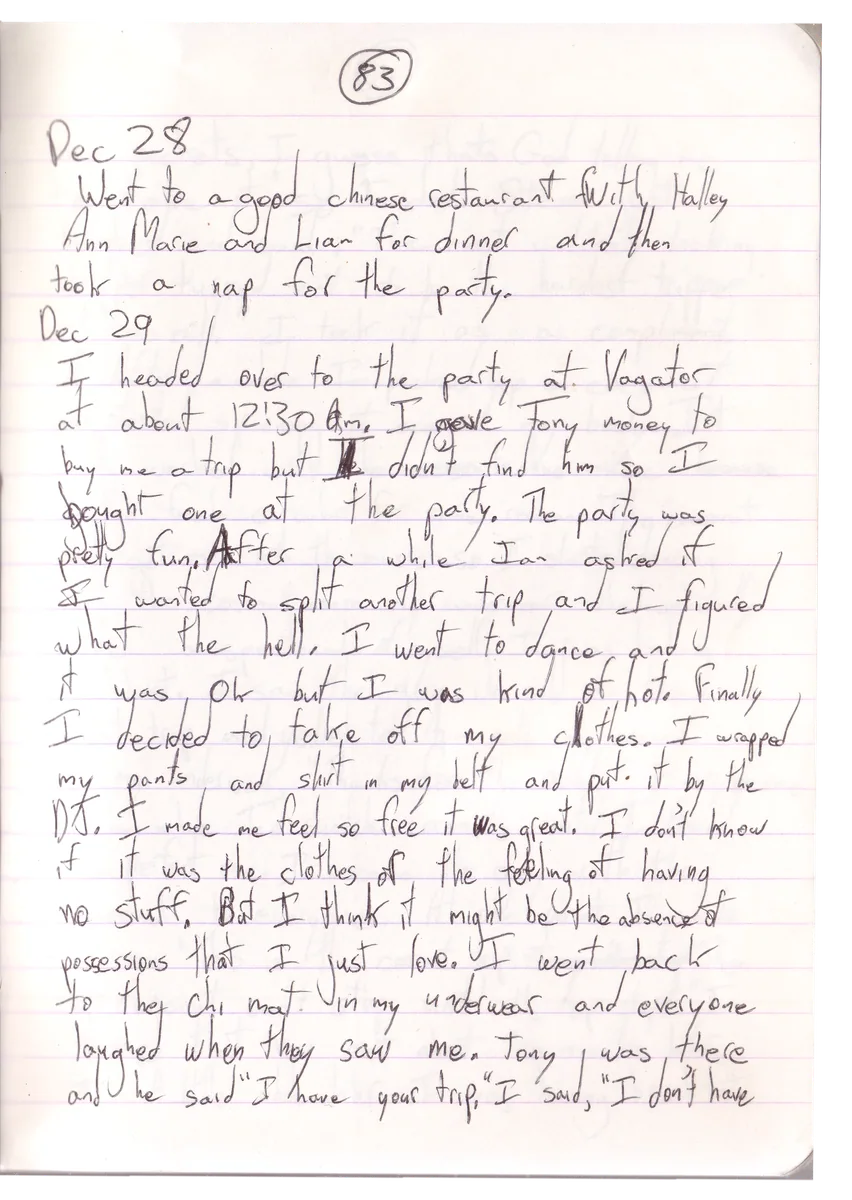 83
Dec 28
Went to a good chinese restaurant with Halley
Ann Marie and Lian for dinner and then
took a nap for the party.
Dec 29
I headed over to the party at Vagator
at about 12:30 Am. I gave Tony money to
buy me a trip but I didn't find him so I
bought one at the party. The party was
pretty fun. After a while Ian asked if
I wanted to split another trip and I figured
what the hell. I went to dance and
it was Ok but I was kind of hot. Finally
I decided to take off my clothes. I wrapped
my pants and shirt in my belt and put it by the
DJ. I made me feel so free it was great. I don't know
if it was the clothes of the feeling of having
no stuff. But I think it might be the absence of
possessions that I just love. I went back
to the chi mat in my underwear and everyone
laughed when they saw me. Tony was there
and he said "I have your trip," I said, "I don't have